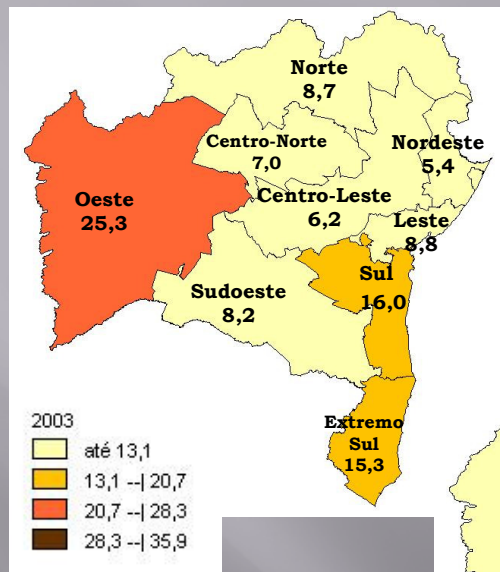 Norte
8,7
Centro-Norte
7,0
Nordeste
5,4
Oeste
25,3
Centro-Leste
6,2
Leste
8,8
Sul
16,0
Sudoeste
8,2
Extremo
Sul
15,3
2003
até 13,1
13,1 --| 20,7
20,7 --| 28,3
28,3 --| 35,9